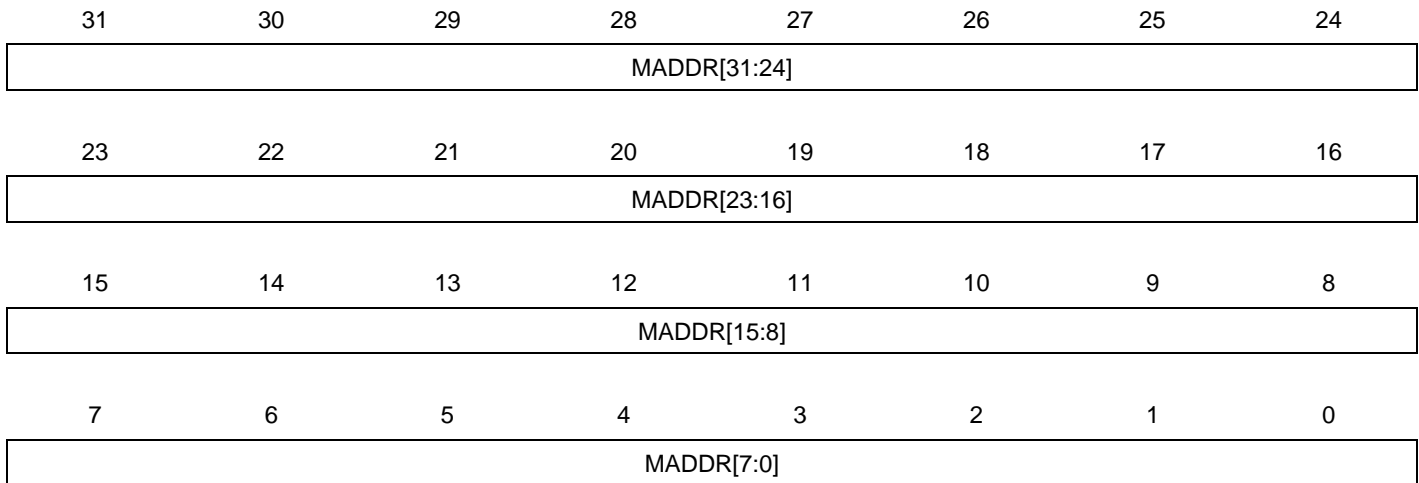 31 30 29 28 27 26 25 24
MADDR[31:24]
23 22 21 20 19 18 17 16
MADDR[23:16]
15 14 13 12 11 10 9 8
MADDR[15:8]
7 6 5 4 3 2 1 0
MADDR[7:0]